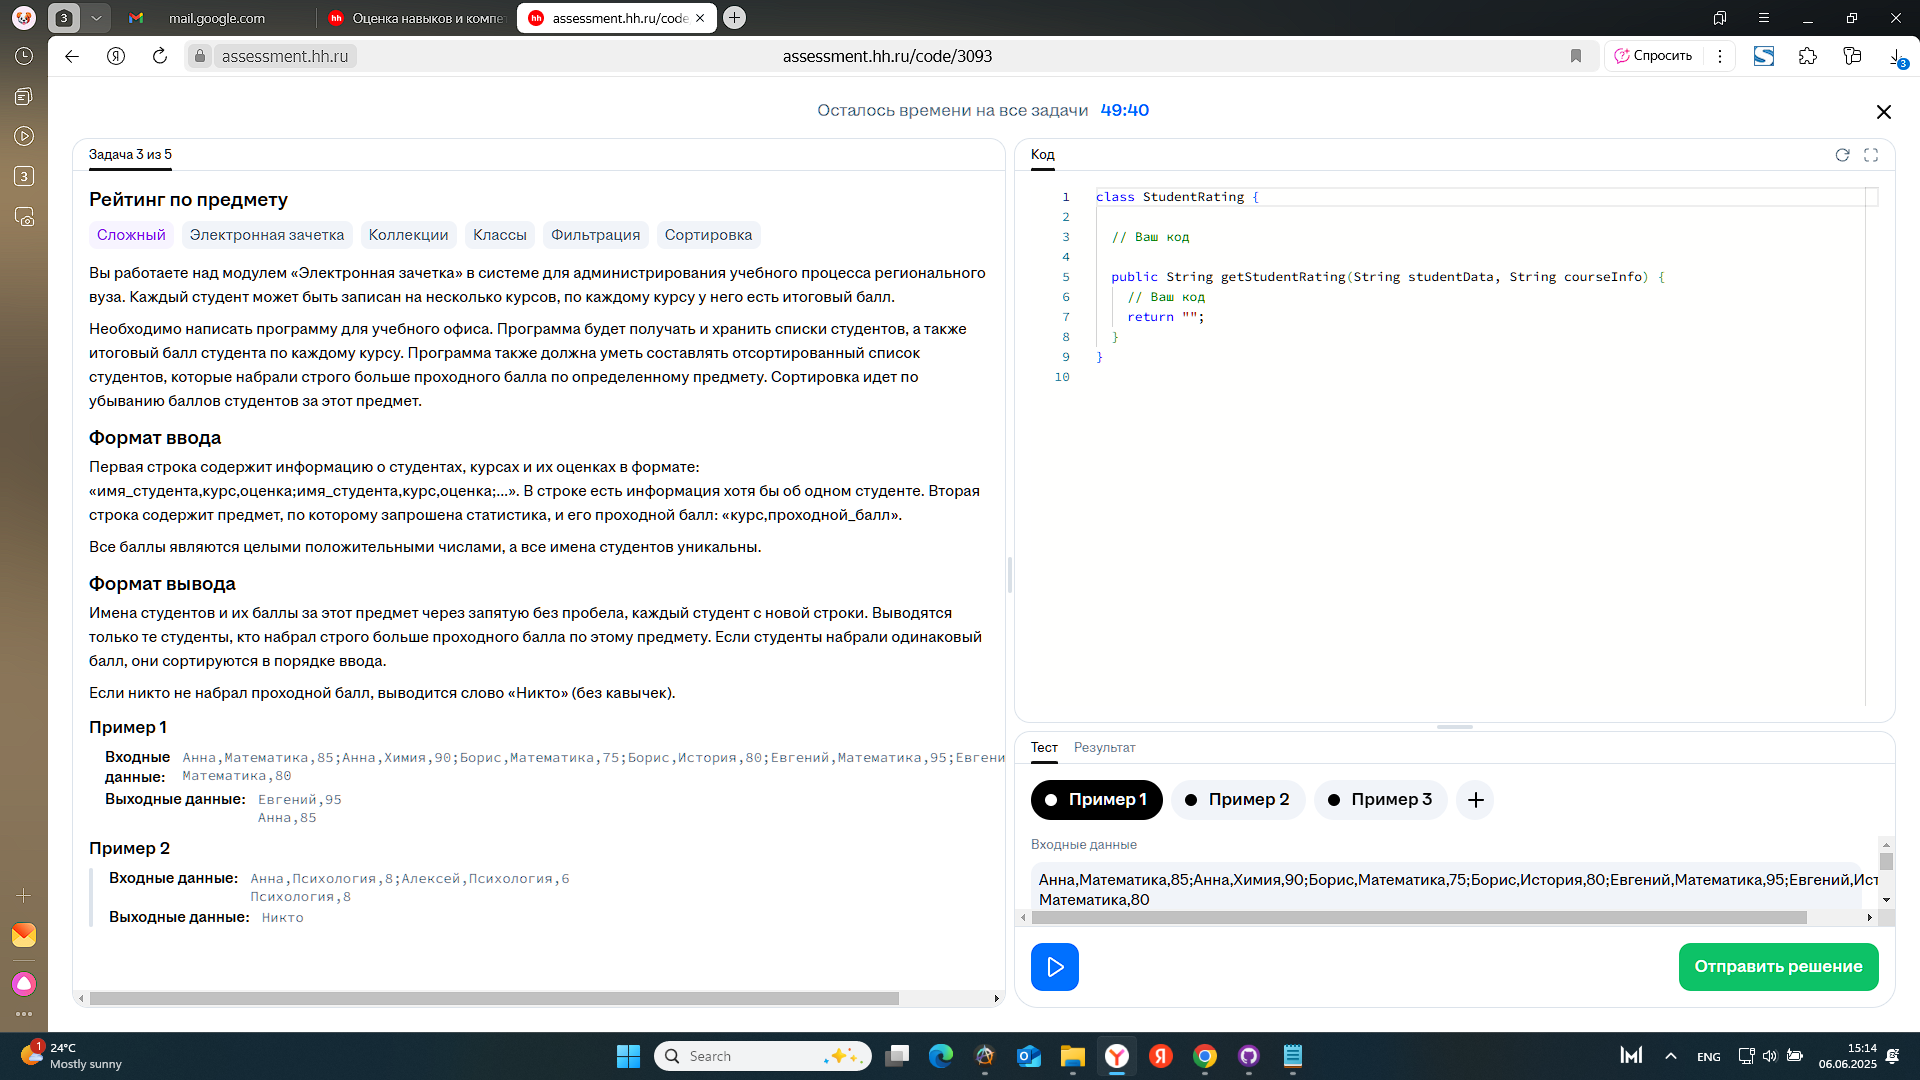 3
mail.google.com
Оценка навыков и компе
assessment.hh.ru/code
assessment.hh.ru
assessment.hh.ru/code/3093
Спросить
3
3
Осталось времени на все задачи 49:40
Задача 3 из 5
Рейтинг по предмету
Сложный
Электронная зачетка
Коллекции
Классы
Фильтрация
Сортировка
Вы работаете над модулем «Электронная зачетка» в системе для администрирования учебного процесса регионального
вуза. Каждый студент может быть записан на несколько курсов, по каждому курсу у него есть итоговый балл.
Необходимо написать программу для учебного офиса. Программа будет получать и хранить списки студентов, а также
итоговый балл студента по каждому курсу. Программа также должна уметь составлять отсортированный список
студентов, которые набрали строго больше проходного балла по определенному предмету. Сортировка идет по
убыванию баллов студентов за этот предмет.
Формат ввода
Первая строка содержит информацию о студентах, курсах и их оценках в формате:
«имя_студента,курс,оценка;имя_студента,курс,оценка;...». В строке есть информация хотя бы об одном студенте. Вторая
строка содержит предмет, по которому запрошена статистика, и его проходной балл: «курс,проходной_балл».
Все баллы являются целыми положительными числами, а все имена студентов уникальны.
Формат вывода
Имена студентов и их баллы за этот предмет через запятую без пробела, каждый студент с новой строки. Выводятся
только те студенты, кто набрал строго больше проходного балла по этому предмету. Если студенты набрали одинаковый
балл, они сортируются в порядке ввода.
Если никто не набрал проходной балл, выводится слово «Никто» (без кавычек).
Пример 1
Входные данные: Анна,Математика,85;Анна,Химия,90;Борис,Математика,75;Борис,История,80;Евгений,Математика,95;Евгени
Математика,80
Выходные данные: Евгений,95
Анна,85
Пример 2
Входные данные: Анна,Психология,8;Алексей,Психология,6
Психология,8
Выходные данные: Никто
Код
1 class StudentRating {
2
3 // Ваш код
4
5 public String getStudentRating(String studentData, String courseInfo) {
6 // Ваш код
7 return "";
8 }
9 }
10
Тест
Результат
Пример 1
Пример 2
Пример 3
Входные данные
Анна,Математика,85;Анна,Химия,90;Борис,Математика,75;Борис,История,80;Евгений,Математика,95;Евгений,Ист
Математика,80
Отправить решение
1
24°C
Mostly sunny
Search
ENG
15:14
06.06.2025